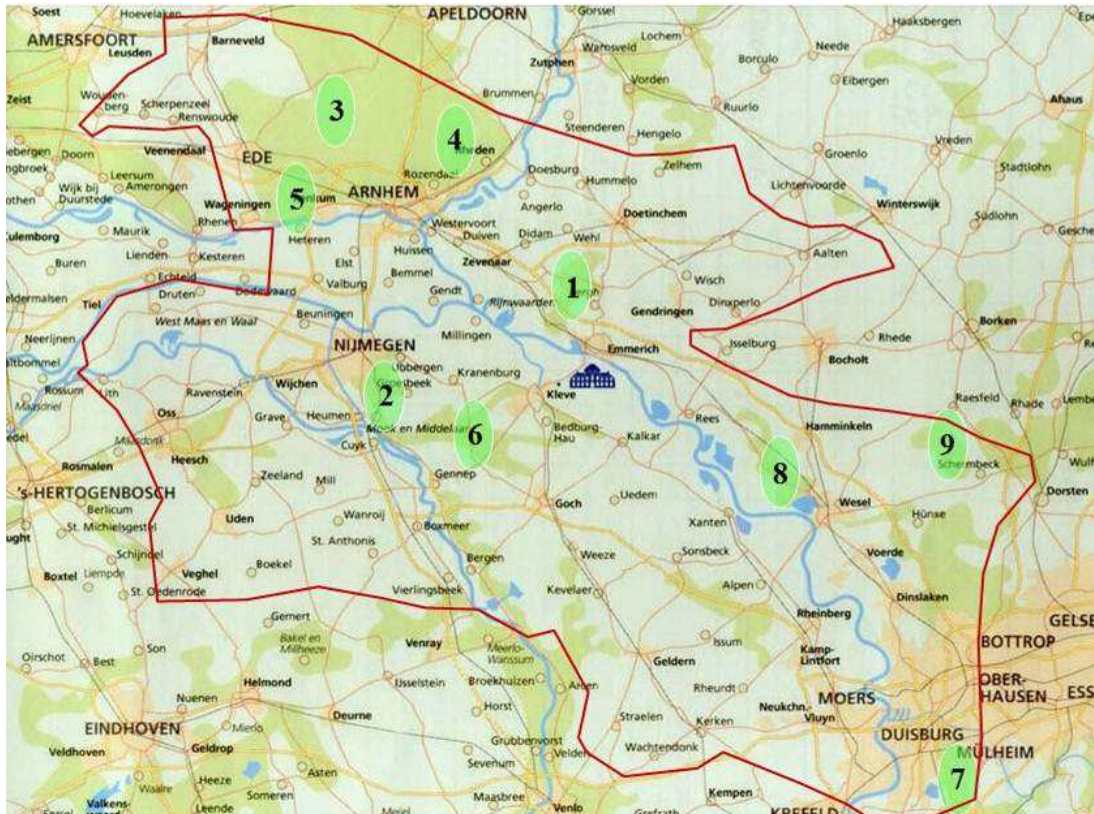 Soest
Hoevelaken
APELDOORN
Gorssel
Haaksbergen
AMERSFOORT
Leusden
Barneveld
Lochem
Warnsveld
Neede
Zutphen
Borculo
Eibergen
Zeist
Wouden-
berg
Scherpenzeel
Renswoude
3
Brummen
Vorden
Ruurlo
Ahaus
4
Steenderen
Hengelo
Groenlo
Vreden
Doorn
Veenendaal
EDE
Zelhem
Stadtlohn
Leersum
Amerongen
Rozendaal
Doesburg
Hummelo
Lichtenvoorde
Winterswijk
Wijk bij
Duurstede
5
ARNHEM
Wageningen
Angerlo
Doetinchem
Südlohn
Rhenen
Westervoort
Maurik
Heteren
Huissen
Duiven
Didam
Wehl
Aalten
Lienden
Kesteren
Elst
Zevenaar
Buren
Echteld
Valburg
Bemmel
1
Wisch
Tiel
Druten
Dodewaard
Gendt
Dinxperlo
West Maas en Waal
Beuningen
Millingen
Gendringen
Borken
Neerijnen
NIJMEGEN
Emmerich
Isselburg
Rhede
Bocholt
Ubbergen
Kranenburg
Rossum
Lith
Ravenstein
Wijchen
2
Kleve
Raesfeld
Rhade
Oss
Grave
Heumen
Rees
Bedburg-
Hau
Hamminkeln
6
Kalkar
9
Rosmalen
Heesch
Cuyk
Schermbeck
's-HERTOGENBOSCH
Zeeland
Mill
Gennep
8
Dorsten
Berlicum
Goch
Uedem
Wesel
St. Michielsgestel
Uden
Wanroij
Boxmeer
Xanten
Hünxe
Schijndel
St. Anthonis
Bergen
Weeze
Sonsbeck
Voerde
Boxtel
Liempde
Veghel
Boekel
Vierlingsbeek
Kevelaer
Alpen
Dinslaken
St. Oedenrode
Gemert
Rheinberg
Bakel en
Milheeze
Venray
Meerlo-
Wanssum
Issum
Kamp-
Lintfort
BOTTROP
Oirschot
Best
Son
Geldern
Helmond
IJsselstein
Broekhuizen
Arcen
Rheurdt
MOERS
OBER-
HAUSEN
Nuenen
Deurne
Horst
Straelen
Kerken
Neukchn.-
Vluyn
EINDHOVEN
Mierlo
Grubbenvorst
Wachtendonk
DUISBURG
MÜLHEIM
Veldhoven
Geldrop
Velden
Asten
Sevenum
7
Waalre
Heeze
Someren
Maasbree
Kempen
Leende
Venlo
KREFELD